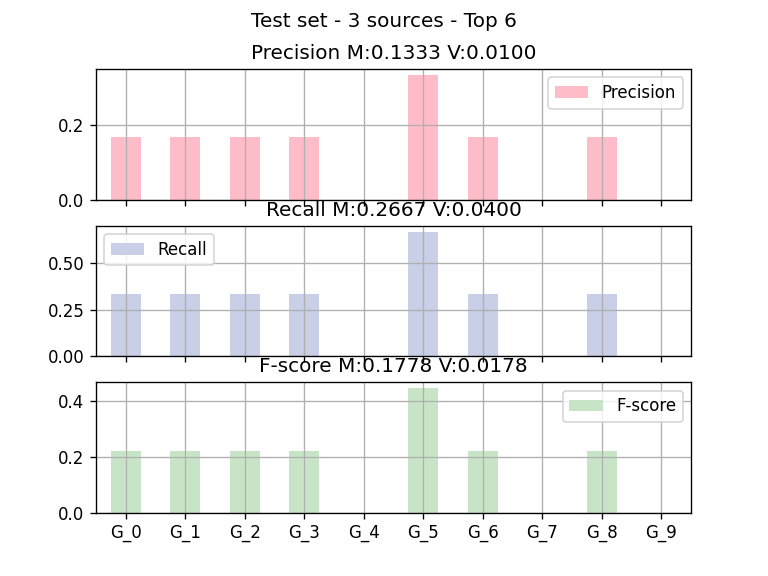 Test set - 3 sources - Top 6
Precision M:0.1333 V:0.0100
Precision
0.2
0.0
Recall M:0.2667 V:0.0400
Recall
0.50
0.25
0.00
F-score M:0.1778 V:0.0178
F-score
0.4
0.2
0.0
G_0 G_1 G_2 G_3 G_4 G_5 G_6 G_7 G_8 G_9